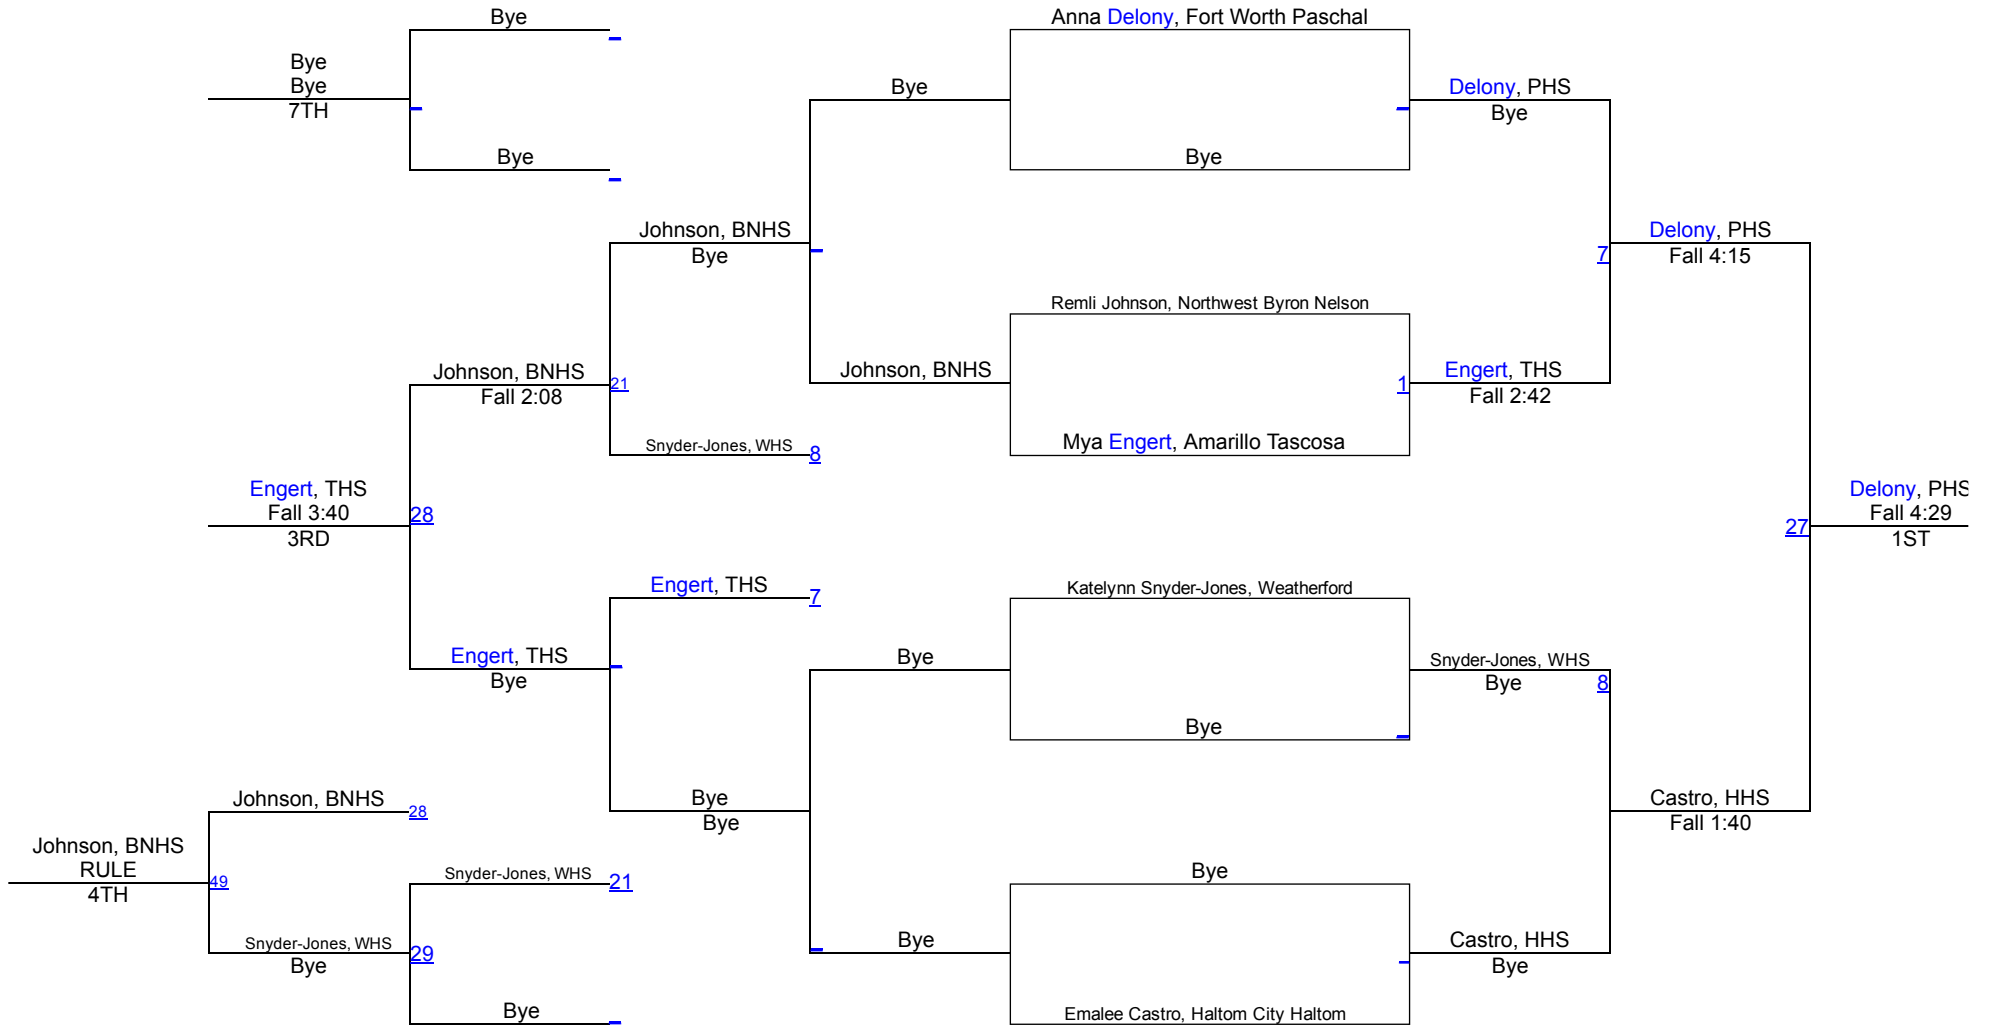 Bye
Anna Delony, Fort Worth Paschal
Bye
Bye
7TH
Bye
Delony, PHS
Bye
Bye
Bye
Johnson, BNHS
Bye
Delony, PHS
7
Fall 4:15
Remli Johnson, Northwest Byron Nelson
Johnson, BNHS
21
Fall 2:08
Johnson, BNHS
1
Engert, THS
Fall 2:42
Snyder-Jones, WHS
8
Mya Engert, Amarillo Tascosa
Engert, THS
Fall 3:40
28
3RD
Delony, PHS
Fall 4:29
27
1ST
Engert, THS
7
Katelynn Snyder-Jones, Weatherford
Engert, THS
Bye
Bye
Snyder-Jones, WHS
Bye
8
Bye
Johnson, BNHS
28
Bye
Bye
Castro, HHS
Fall 1:40
Johnson, BNHS
RULE
49
4TH
Snyder-Jones, WHS
21
Bye
Snyder-Jones, WHS
29
Bye
Bye
Castro, HHS
Bye
Bye
Emalee Castro, Haltom City Haltom